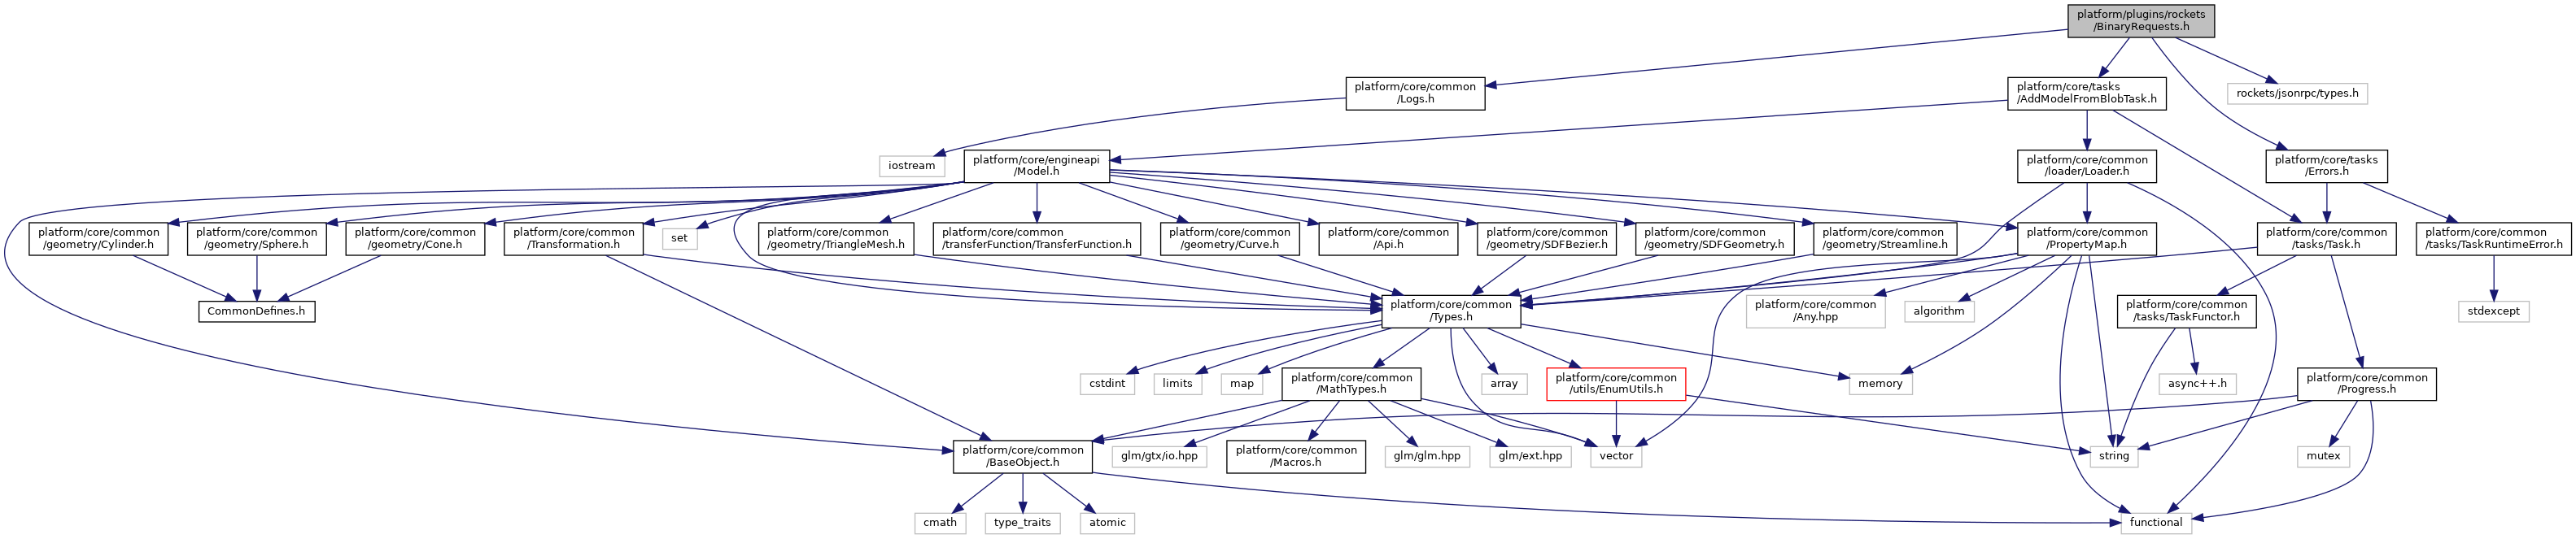 platform/plugins/rockets
/BinaryRequests.h
platform/core/common
/Logs.h
platform/core/tasks
/AddModelFromBlobTask.h
rockets/jsonrpc/types.h
iostream
platform/core/engineapi
/Model.h
platform/core/common
/loader/Loader.h
platform/core/tasks
/Errors.h
platform/core/common
/geometry/Cylinder.h
platform/core/common
/geometry/Sphere.h
platform/core/common
/geometry/Cone.h
platform/core/common
/Transformation.h
set
platform/core/common
/geometry/TriangleMesh.h
platform/core/common
/transferFunction/TransferFunction.h
platform/core/common
/geometry/Curve.h
platform/core/common
/Api.h
platform/core/common
/geometry/SDFBezier.h
platform/core/common
/geometry/SDFGeometry.h
platform/core/common
/geometry/Streamline.h
platform/core/common
/PropertyMap.h
platform/core/common
/tasks/Task.h
platform/core/common
/tasks/TaskRuntimeError.h
CommonDefines.h
platform/core/common
/Types.h
platform/core/common
/Any.hpp
algorithm
platform/core/common
/tasks/TaskFunctor.h
stdexcept
cstdint
limits
map
platform/core/common
/MathTypes.h
array
platform/core/common
/utils/EnumUtils.h
memory
async++.h
platform/core/common
/Progress.h
platform/core/common
/BaseObject.h
glm/gtx/io.hpp
platform/core/common
/Macros.h
glm/glm.hpp
glm/ext.hpp
vector
string
mutex
cmath
type_traits
atomic
functional